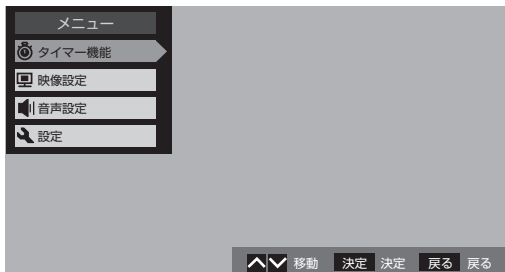 メニュー
タイマー機能
映像設定
音声設定
設定
移動 決定 決定 戻る 戻る